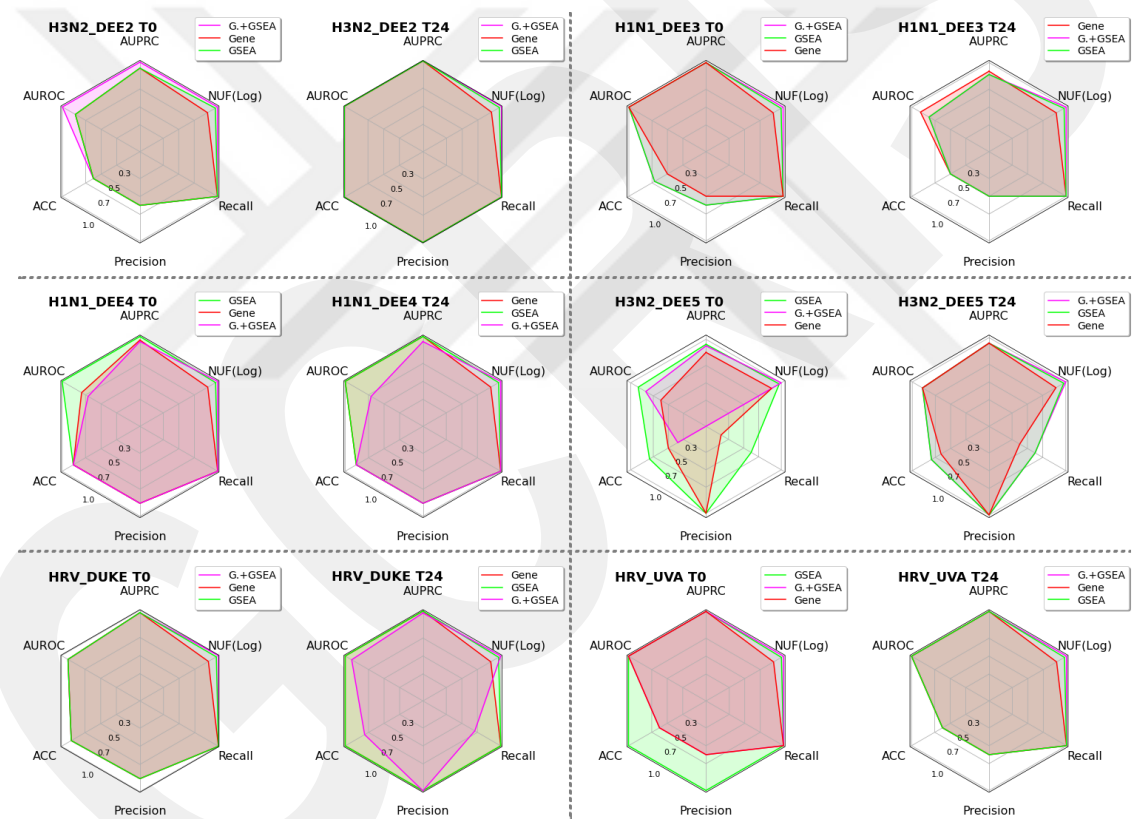 H3N2_DEE2 T0
AUPRC
G.+GSEA
Gene
GSEA
AUROC
NUF(Log)
0.3
0.5
0.7
1.0
ACC
Recall
Precision
H3N2_DEE2 T24
AUPRC
G.+GSEA
Gene
GSEA
AUROC
NUF(Log)
0.3
0.5
0.7
1.0
ACC
Recall
Precision
H1N1_DEE3 T0
AUPRC
G.+GSEA
GSEA
Gene
AUROC
NUF(Log)
0.3
0.5
0.7
1.0
ACC
Recall
Precision
H1N1_DEE3 T24
AUPRC
Gene
G.+GSEA
GSEA
AUROC
NUF(Log)
0.3
0.5
0.7
1.0
ACC
Recall
Precision
H1N1_DEE4 T0
AUPRC
GSEA
Gene
G.+GSEA
AUROC
NUF(Log)
0.3
0.5
0.7
1.0
ACC
Recall
Precision
H1N1_DEE4 T24
AUPRC
Gene
GSEA
G.+GSEA
AUROC
NUF(Log)
0.3
0.5
0.7
1.0
ACC
Recall
Precision
H3N2_DEE5 T0
AUPRC
GSEA
G.+GSEA
Gene
AUROC
NUF(Log)
0.3
0.5
0.7
1.0
ACC
Recall
Precision
H3N2_DEE5 T24
AUPRC
G.+GSEA
GSEA
Gene
AUROC
NUF(Log)
0.3
0.5
0.7
1.0
ACC
Recall
Precision
HRV_DUKE T0
AUPRC
G.+GSEA
Gene
GSEA
AUROC
NUF(Log)
0.3
0.5
0.7
1.0
ACC
Recall
Precision
HRV_DUKE T24
AUPRC
Gene
GSEA
G.+GSEA
AUROC
NUF(Log)
0.3
0.5
0.7
1.0
ACC
Recall
Precision
HRV_UVA T0
AUPRC
GSEA
G.+GSEA
Gene
AUROC
NUF(Log)
0.3
0.5
0.7
1.0
ACC
Recall
Precision
HRV_UVA T24
AUPRC
G.+GSEA
Gene
GSEA
AUROC
NUF(Log)
0.3
0.5
0.7
1.0
ACC
Recall
Precision